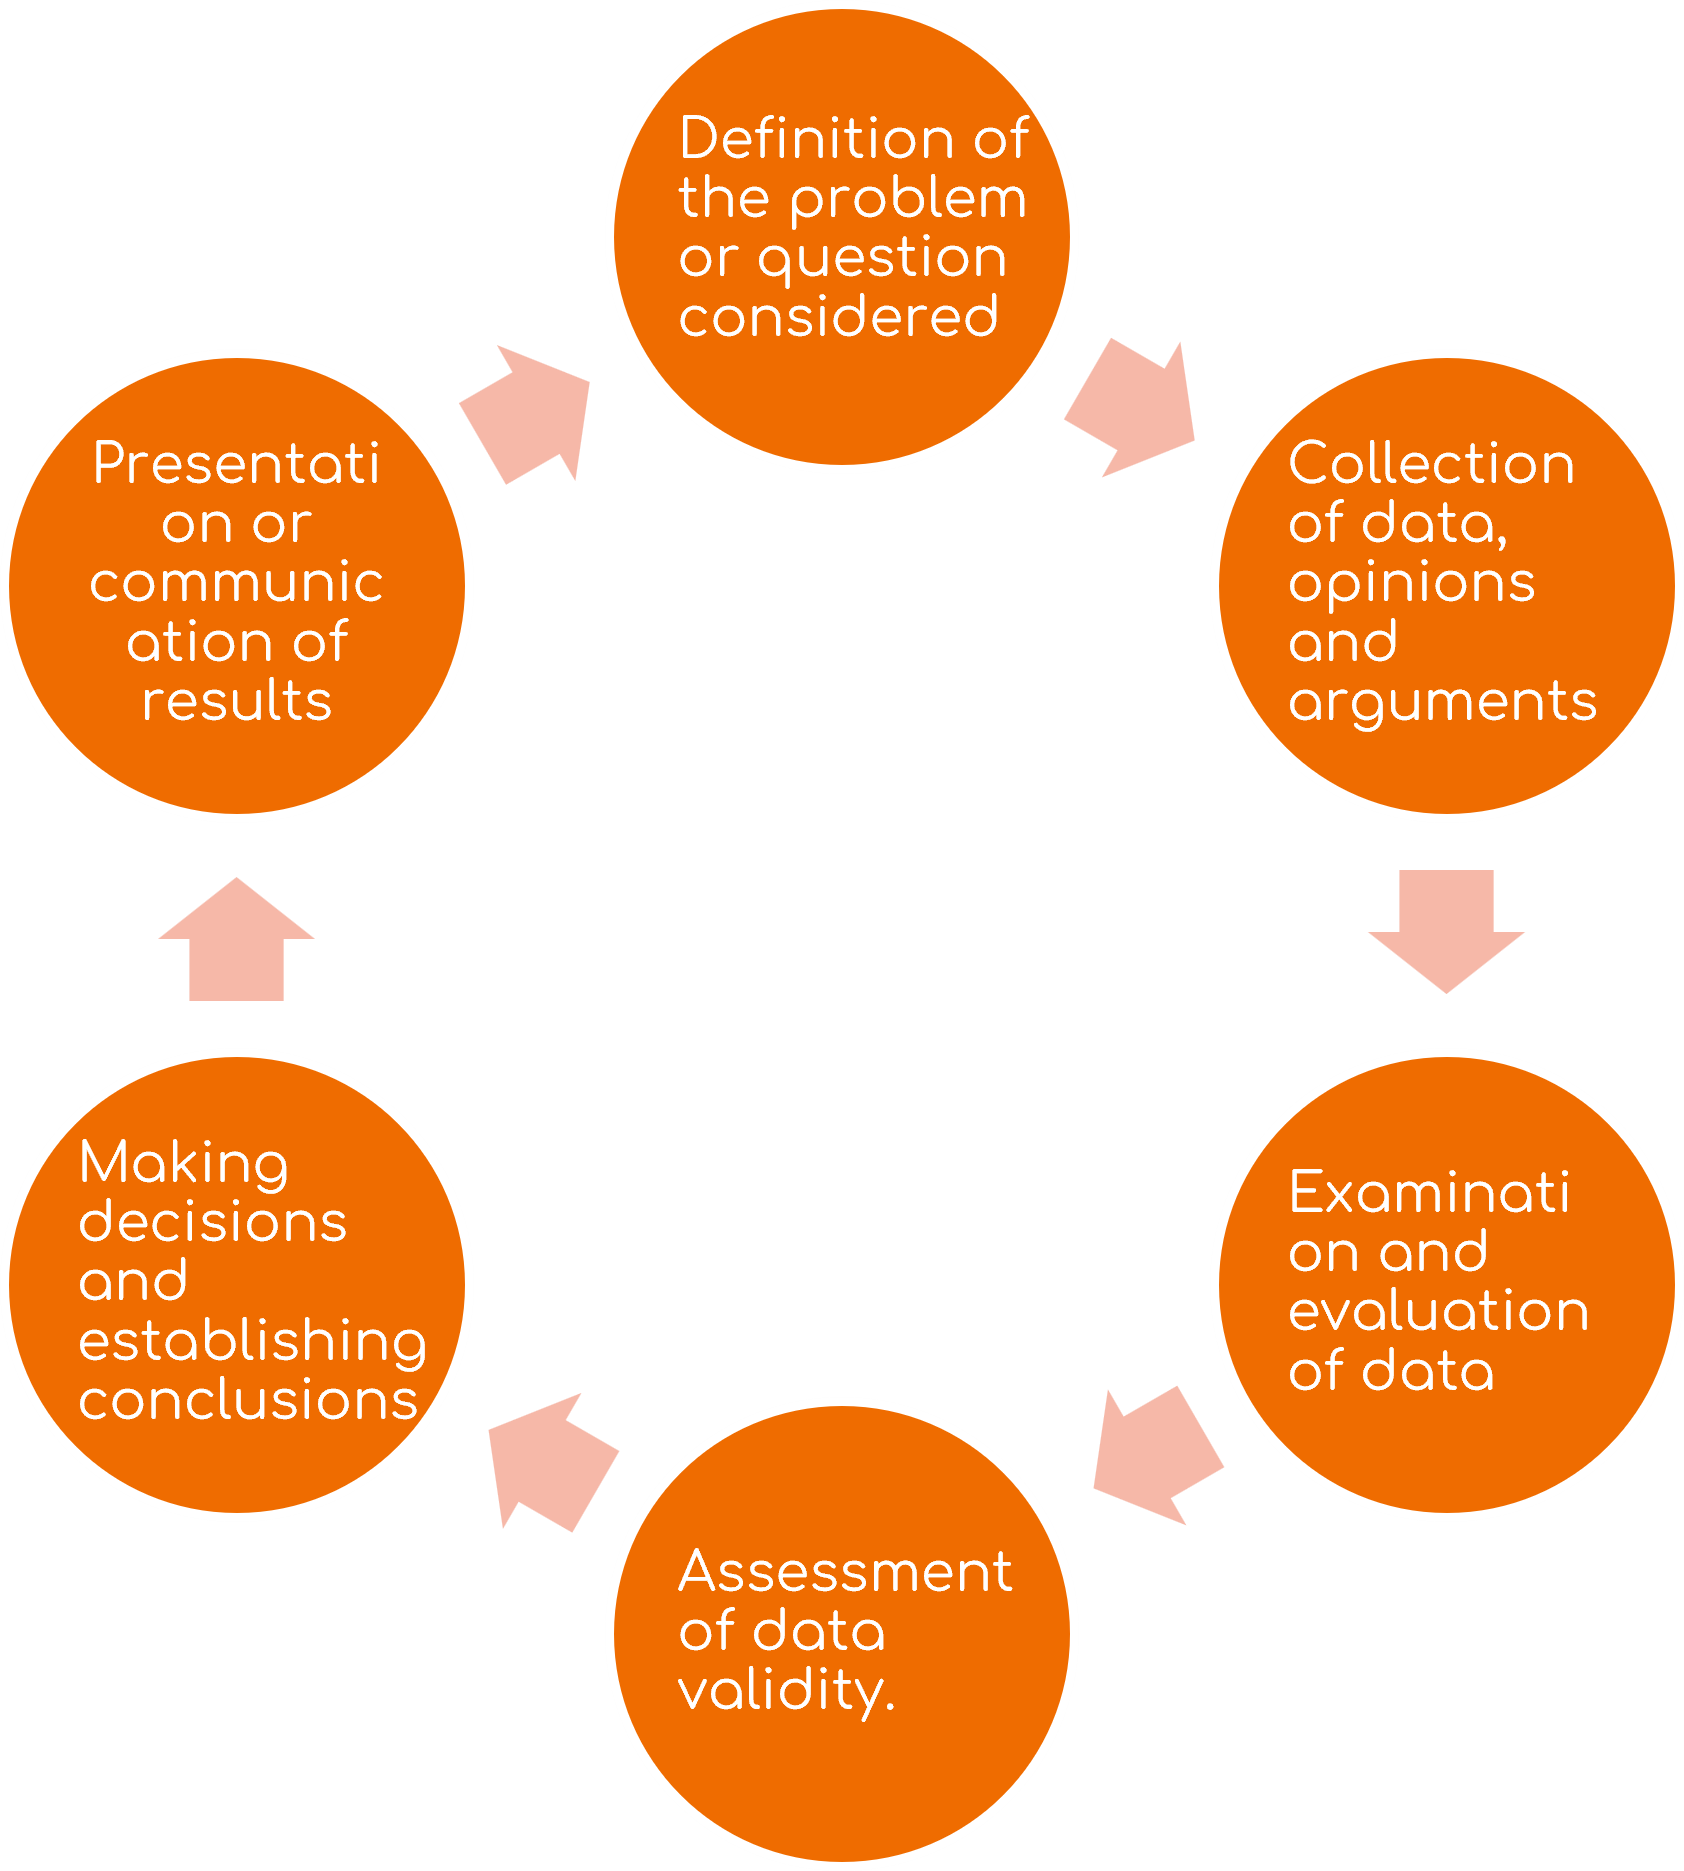 Definition of
the problem
or question
considered
Collection
of data,
opinions
and
arguments
Examinati
on and
evaluation
of data
Assessment
of data
validity.
Making
decisions
and
establishing
conclusions
Presentati
on or
communic
ation of
results